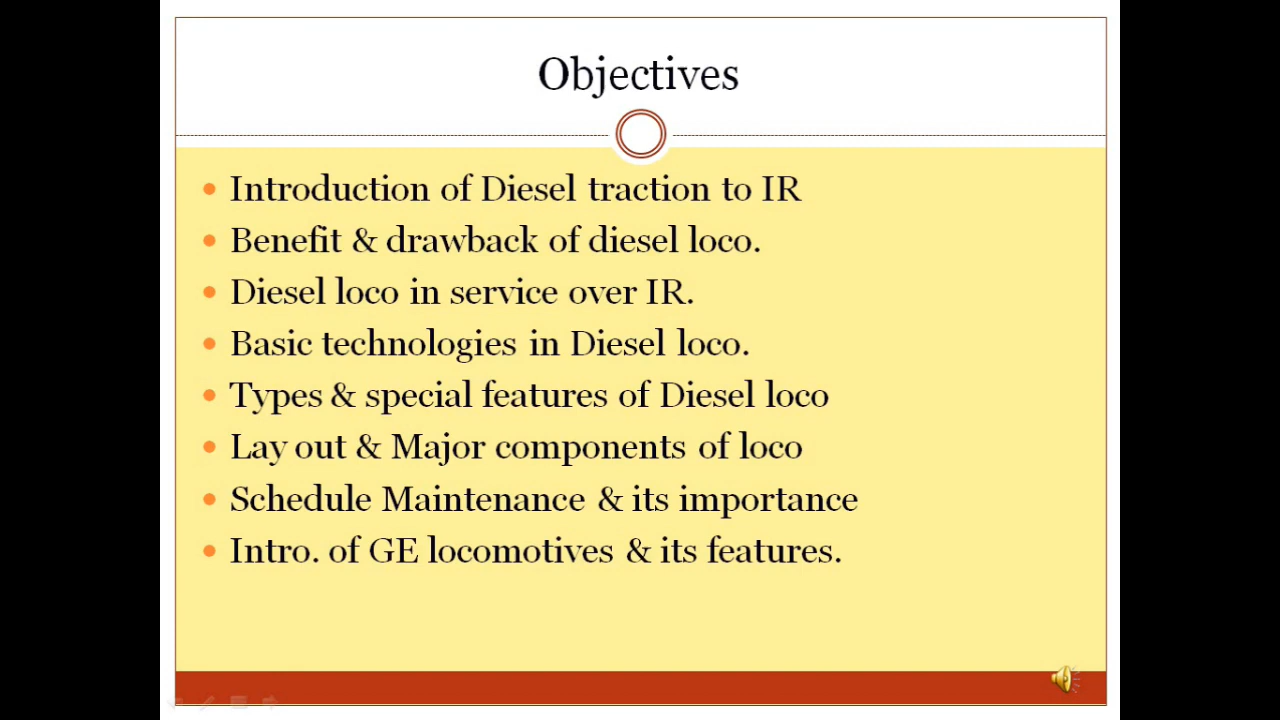 Objectives
Introduction of Diesel traction to IR
Benefit & drawback of diesel loco.
Diesel loco in service over IR.
Basic technologies in Diesel loco.
Types & special features of Diesel loco
Lay out & Major components of loco
Schedule Maintenance & its importance
Intro. of GE locomotives & its features.